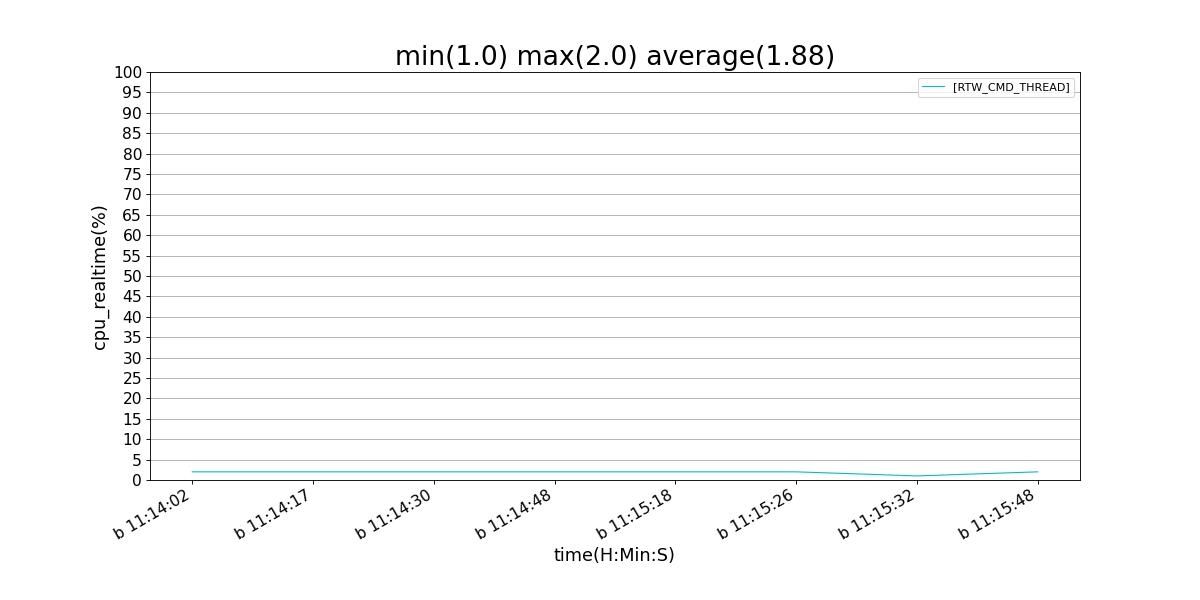 min(1.0) max(2.0) average(1.88)
[RTW_CMD_THREAD]
cpu_realtime(%)
100
95
90
85
80
75
70
65
60
55
50
45
40
35
30
25
20
15
10
5
0
b 11:14:02
b 11:14:17
b 11:14:30
b 11:14:48
b 11:15:18
b 11:15:26
b 11:15:32
b 11:15:48
time(H:Min:S)